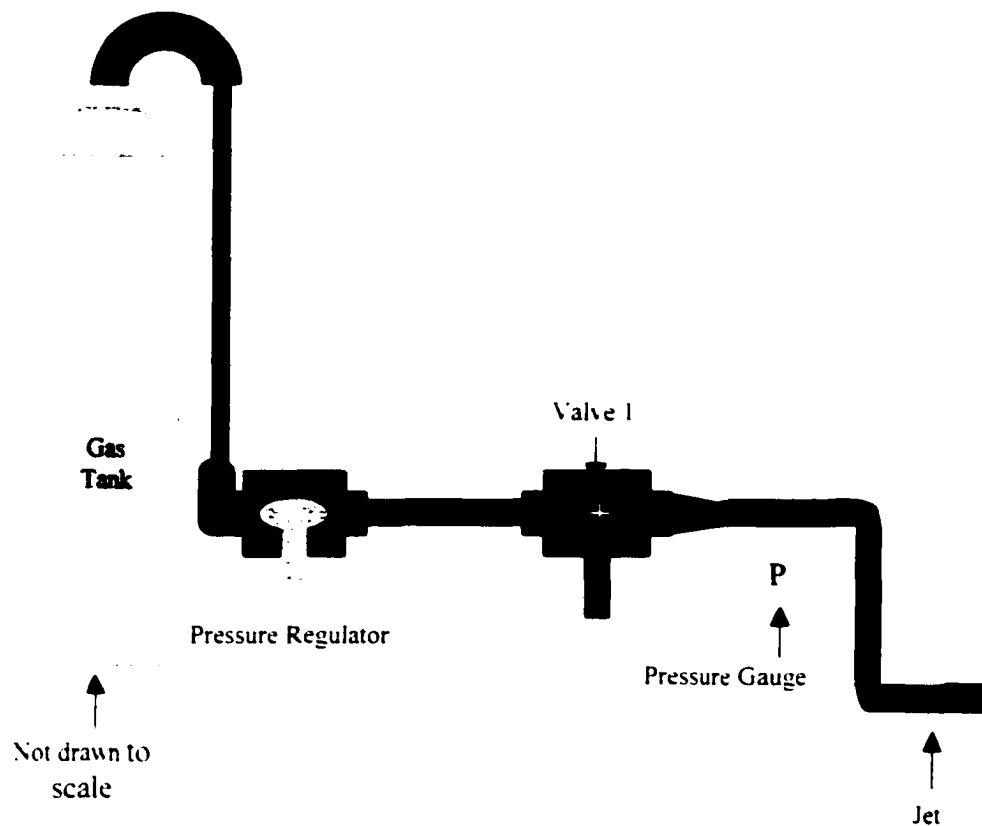 Valve 1
Gas
Tank
P
Pressure Regulator
Pressure Gauge
Not drawn to
scale
Jet